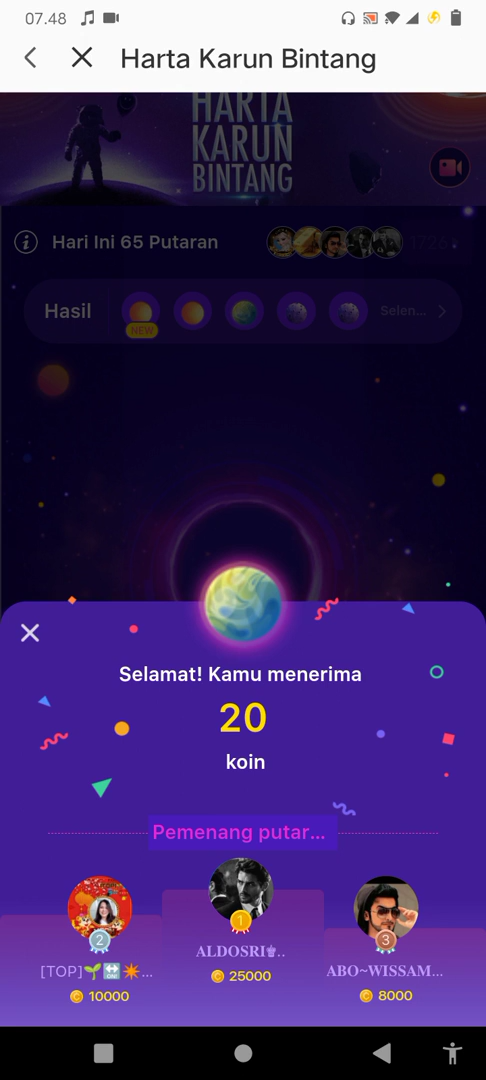 07.48
Harta Karun Bintang
HARTA
KARUN
BINTANG
Hari Ini 65 Putaran
Hasil
Selen...
NEW
Selamat! Kamu menerima
20
koin
Pemenang putar...
1
2
3
ALDOSRI♛..
[TOP]🌱🔛✴️...
ABO~WISSAM...
25000
10000
8000